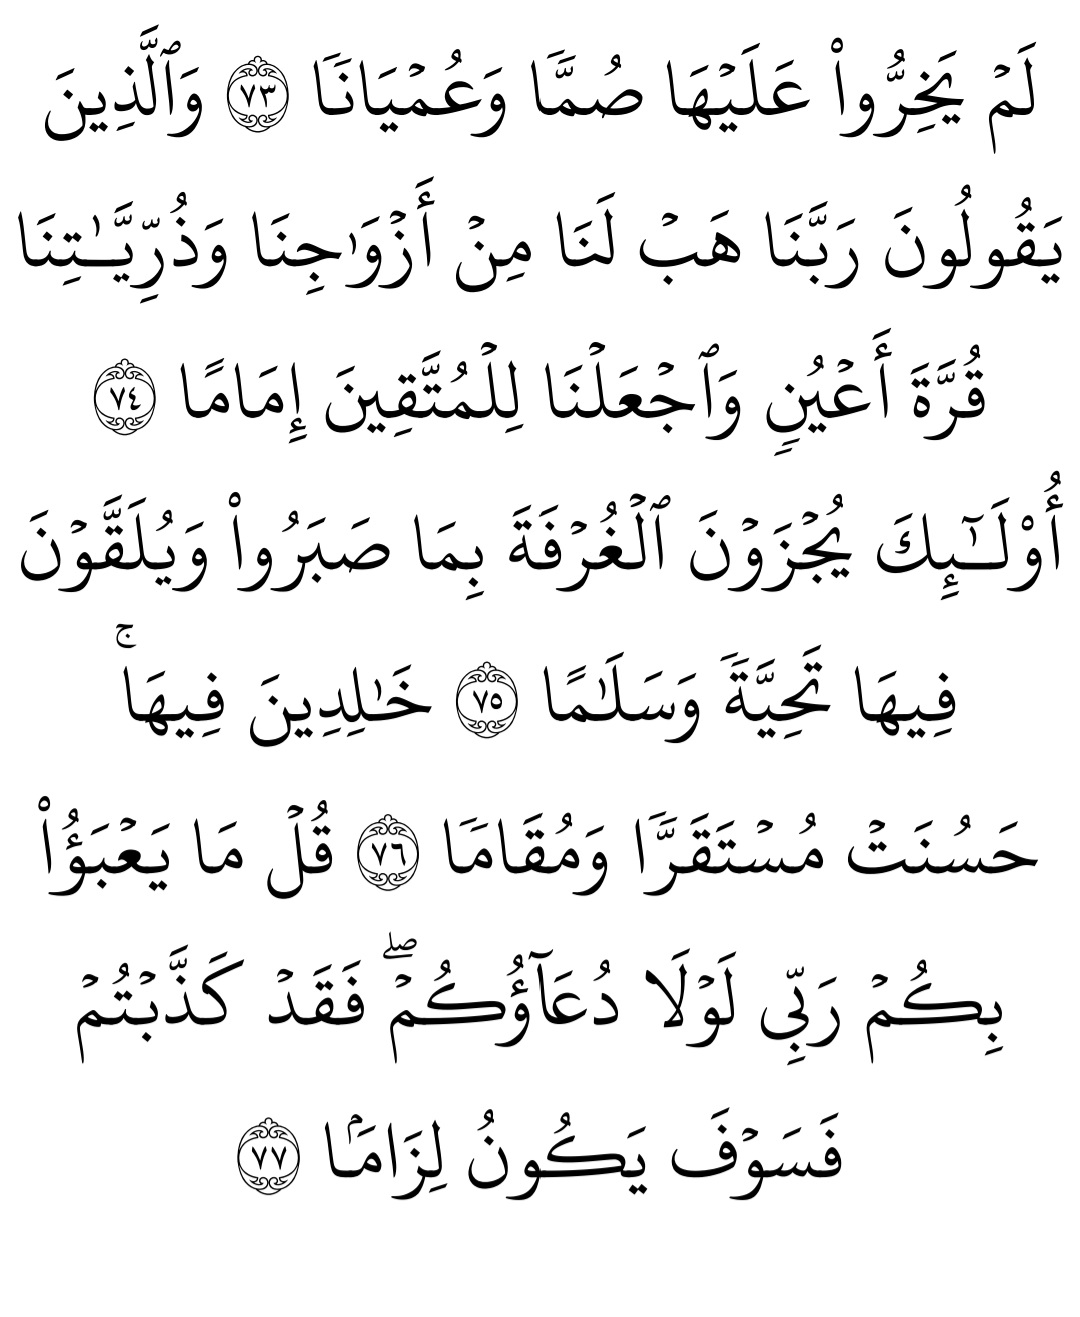 لَمۡ يَخِرُّواْ عَلَيۡهَا صُمّٗا وَعُمۡيَانٗا ٧٣ وَٱلَّذِينَ
يَقُولُونَ رَبَّنَا هَبۡ لَنَا مِنۡ أَزۡوَٰجِنَا وَذُرِّيَّـٰتِنَا
قُرَّةَ أَعۡيُنٖ وَٱجۡعَلۡنَا لِلۡمُتَّقِينَ إِمَامًا ٧٤
أُوْلَـٰٓئِكَ يُجۡزَوۡنَ ٱلۡغُرۡفَةَ بِمَا صَبَرُواْ وَيُلَقَّوۡنَ
فِيهَا تَحِيَّةٗ وَسَلَـٰمًا ٧٥ خَـٰلِدِينَ فِيهَاۚ
حَسُنَتۡ مُسۡتَقَرّٗا وَمُقَامٗا ٧٦ قُلۡ مَا يَعۡبَؤُاْ
بِكُمۡ رَبِّي لَوۡلَا دُعَآؤُكُمۡۖ فَقَدۡ كَذَّبۡتُمۡ
فَسَوۡفَ يَكُونُ لِزَامَۢا ٧٧